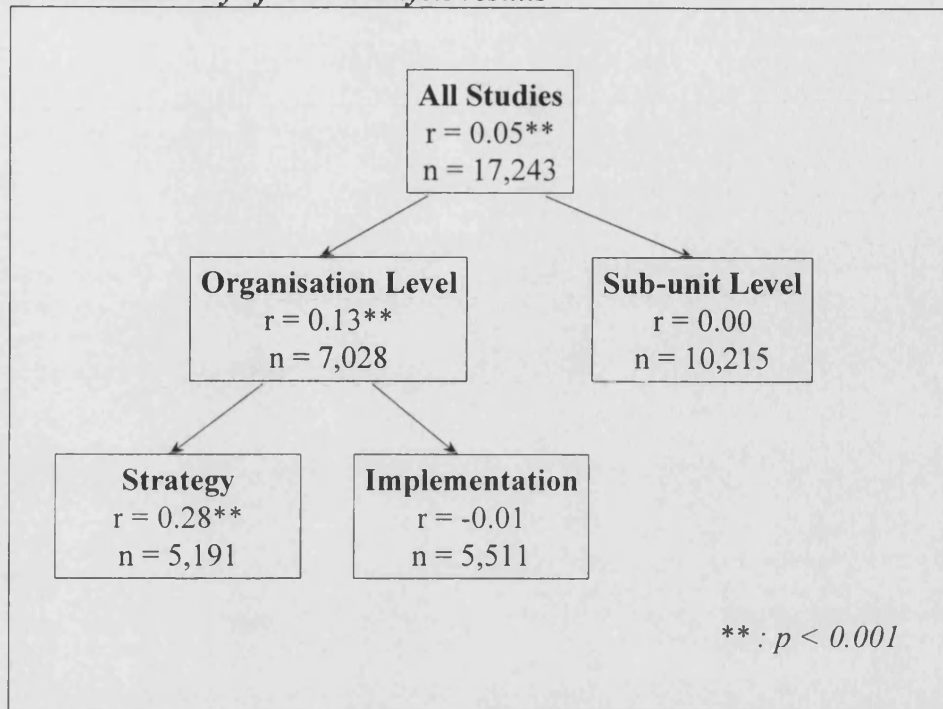 All Studies
r = 0.05**
n = 17,243
Organisation Level
r = 0.13**
n = 7,028
Sub-unit Level
r = 0.00
n = 10,215
Strategy
r = 0.28**
n = 5,191
Implementation
r = -0.01
n = 5,511
** : p < 0.001